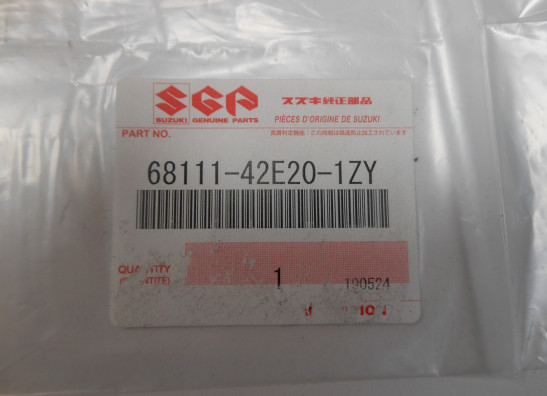 SGP スズキ純正部品
SUZUKI GENUINE PARTS PIÈCES D'ORIGINE DE SUZUKI
PART NO.
68111-42E20-1ZY
QUANTITY 1 190524